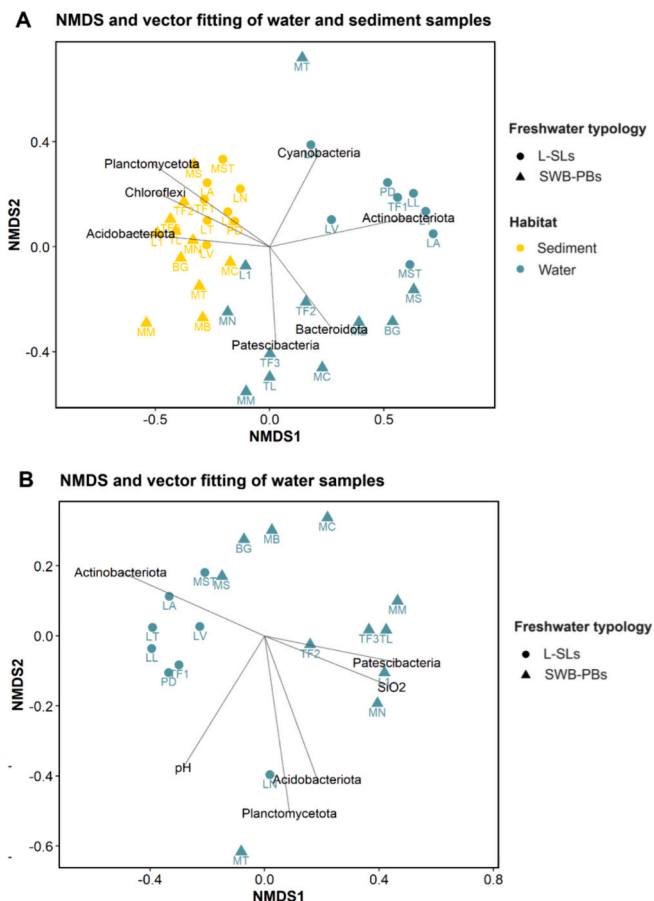 A NMDS and vector fitting of water and sediment samples
MT
0.4
Cyanobacteria
Planctomycetota
MS
MST
LA
LN
Chloroflexi
TF2
TF1
PD
LL
TF1
Actinobacteriota
LT
LV
LA
Acidobacteriota
LT
TL
PD
0.0
MN
LV
BG
MC
L1
MST
MS
MT
TF2
MM
MB
MN
Bacteroidota
BG
Patescibacteria
-0.4
TF3
MC
TL
MM
-0.5
0.0
0.5
NMDS1
NMDS2
Freshwater typology
L-SLs
SWB-PBs
Habitat
Sediment
Water
B NMDS and vector fitting of water samples
MC
MB
BG
0.2
Actinobacteriota
MST
MS
LA
MM
LT
LV
TF3
TL
0.0
TF2
LL
Patescibacteria
TF1
PD
L1
SiO2
-0.2
MN
pH
-0.4
LN
Acidobacteriota
Planctomycetota
-0.6
MT
-0.4
0.0
0.4
0.8
NMDS1
NMDS2
Freshwater typology
L-SLs
SWB-PBs